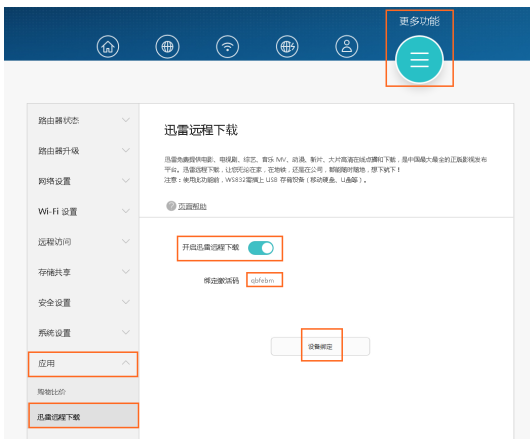 更多功能
路由器状态
路由器升级
网络设置
Wi-Fi 设置
远程访问
存储共享
安全设置
系统设置
应用
购物比价
迅雷远程下载
迅雷远程下载
迅雷免费提供电影、电视剧、综艺、音乐 MV、动漫、新片、大片高清在线点播和下载，是中国最大最全的正版影视发布
平台。迅雷远程下载，让您无论在家，在地铁，还是在公司，都能随时随地，想下就下！
注意：使用此功能前，WS832需插上 USB 存储设备（移动硬盘、U盘等）。
页面帮助
开启迅雷远程下载
绑定激活码
qbfebm
设备绑定